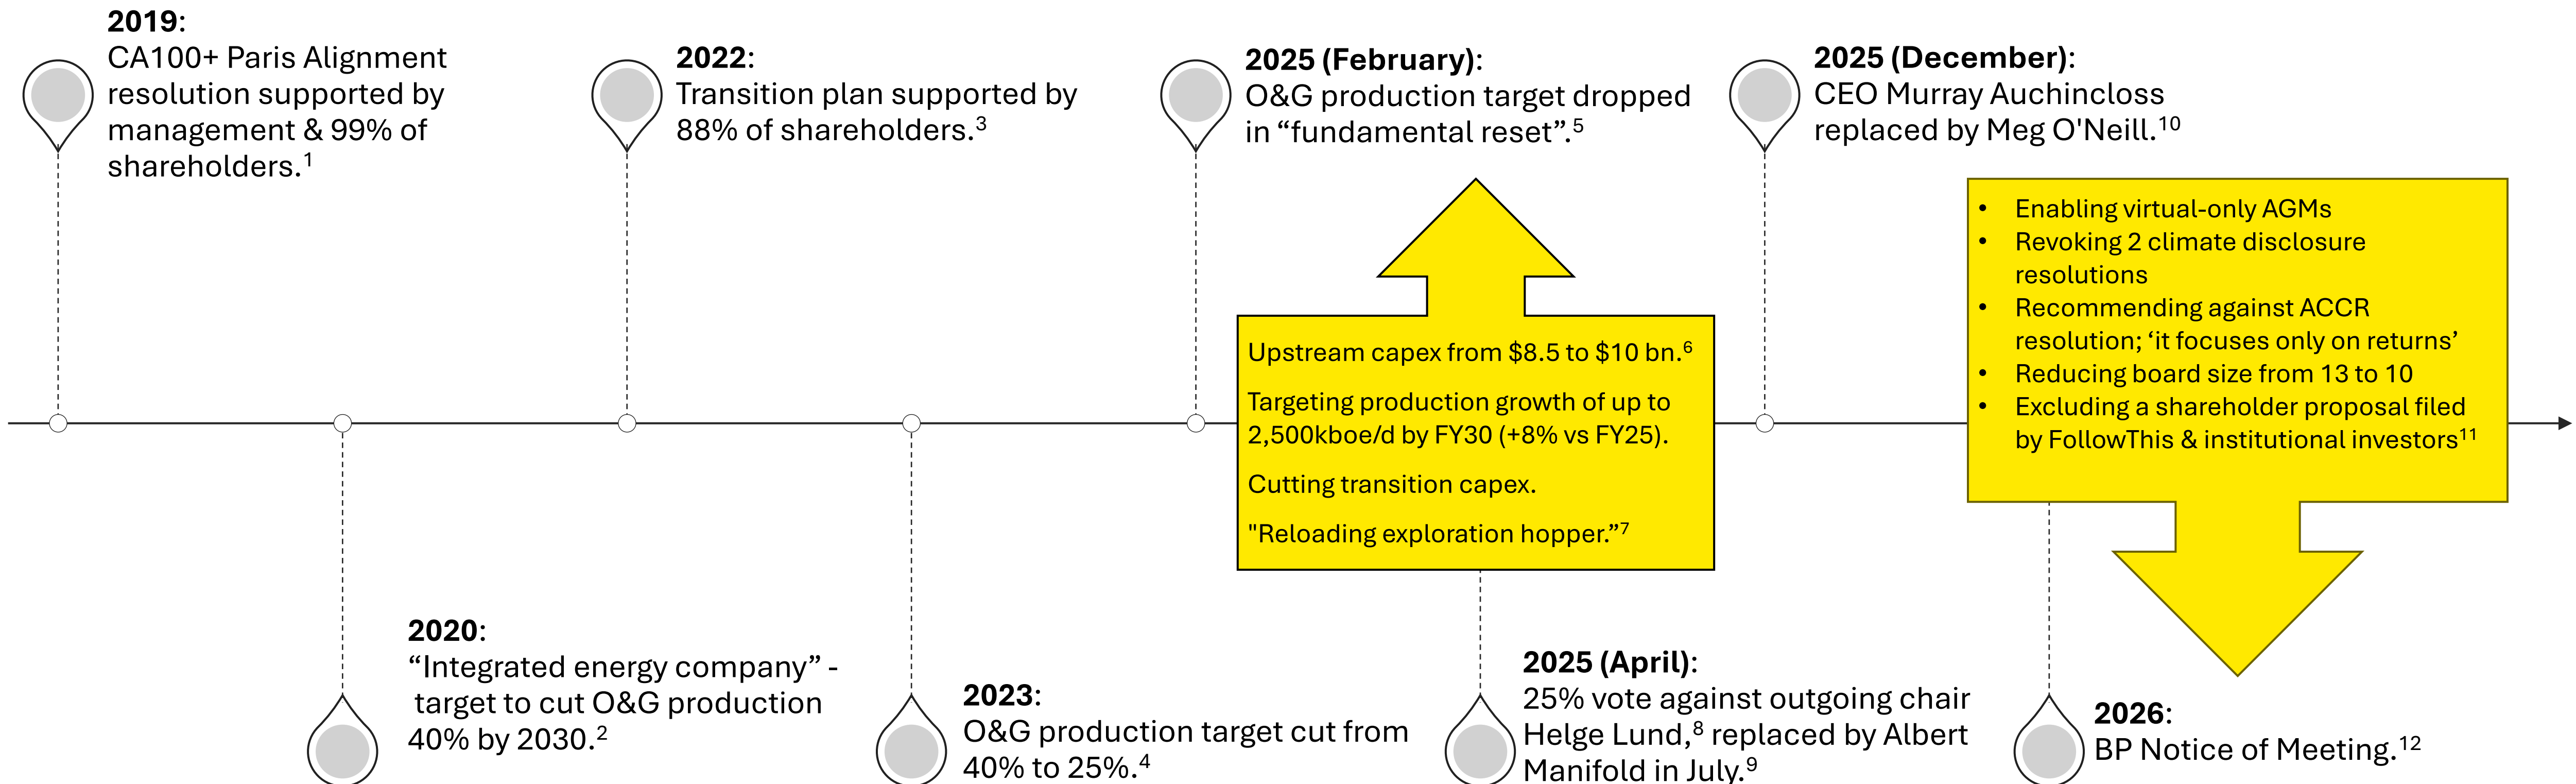 2019:
CA100+ Paris Alignment
resolution supported by
management & 99% of
shareholders.¹
2022:
Transition plan supported by
88% of shareholders.³
2025 (February):
O&G production target dropped
in “fundamental reset”.⁵
2025 (December):
CEO Murray Auchincloss
replaced by Meg O'Neill.¹⁰
Upstream capex from $8.5 to $10 bn.⁶
Targeting production growth of up to
2,500kboe/d by FY30 (+8% vs FY25).
Cutting transition capex.
"Reloading exploration hopper.”⁷
• Enabling virtual-only AGMs
• Revoking 2 climate disclosure
resolutions
• Recommending against ACCR
resolution; ‘it focuses only on returns’
• Reducing board size from 13 to 10
• Excluding a shareholder proposal filed
by FollowThis & institutional investors¹¹
2020:
“Integrated energy company” -
target to cut O&G production
40% by 2030.²
2023:
O&G production target cut from
40% to 25%.⁴
2025 (April):
25% vote against outgoing chair
Helge Lund,⁸ replaced by Albert
Manifold in July.⁹
2026:
BP Notice of Meeting.¹²